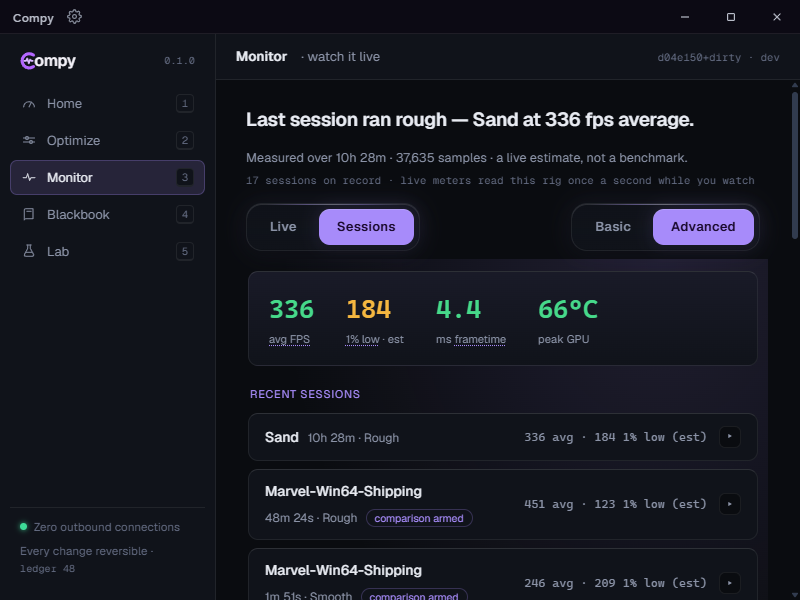 Compy
Compy 0.1.0
Home 1
Optimize 2
Monitor 3
Blackbook 4
Lab 5
Zero outbound connections
Every change reversible ·
ledger 48
Monitor · watch it live d04e150+dirty · dev
Last session ran rough — Sand at 336 fps average.
Measured over 10h 28m · 37,635 samples · a live estimate, not a benchmark.
17 sessions on record · live meters read this rig once a second while you watch
Live Sessions Basic Advanced
336 184 4.4 66°C
avg FPS 1% low · est ms frametime peak GPU
RECENT SESSIONS
Sand 10h 28m · Rough 336 avg · 184 1% low (est)
Marvel-Win64-Shipping
48m 24s · Rough comparison armed 451 avg · 123 1% low (est)
Marvel-Win64-Shipping
1m 51s · Smooth comparison armed 246 avg · 209 1% low (est)